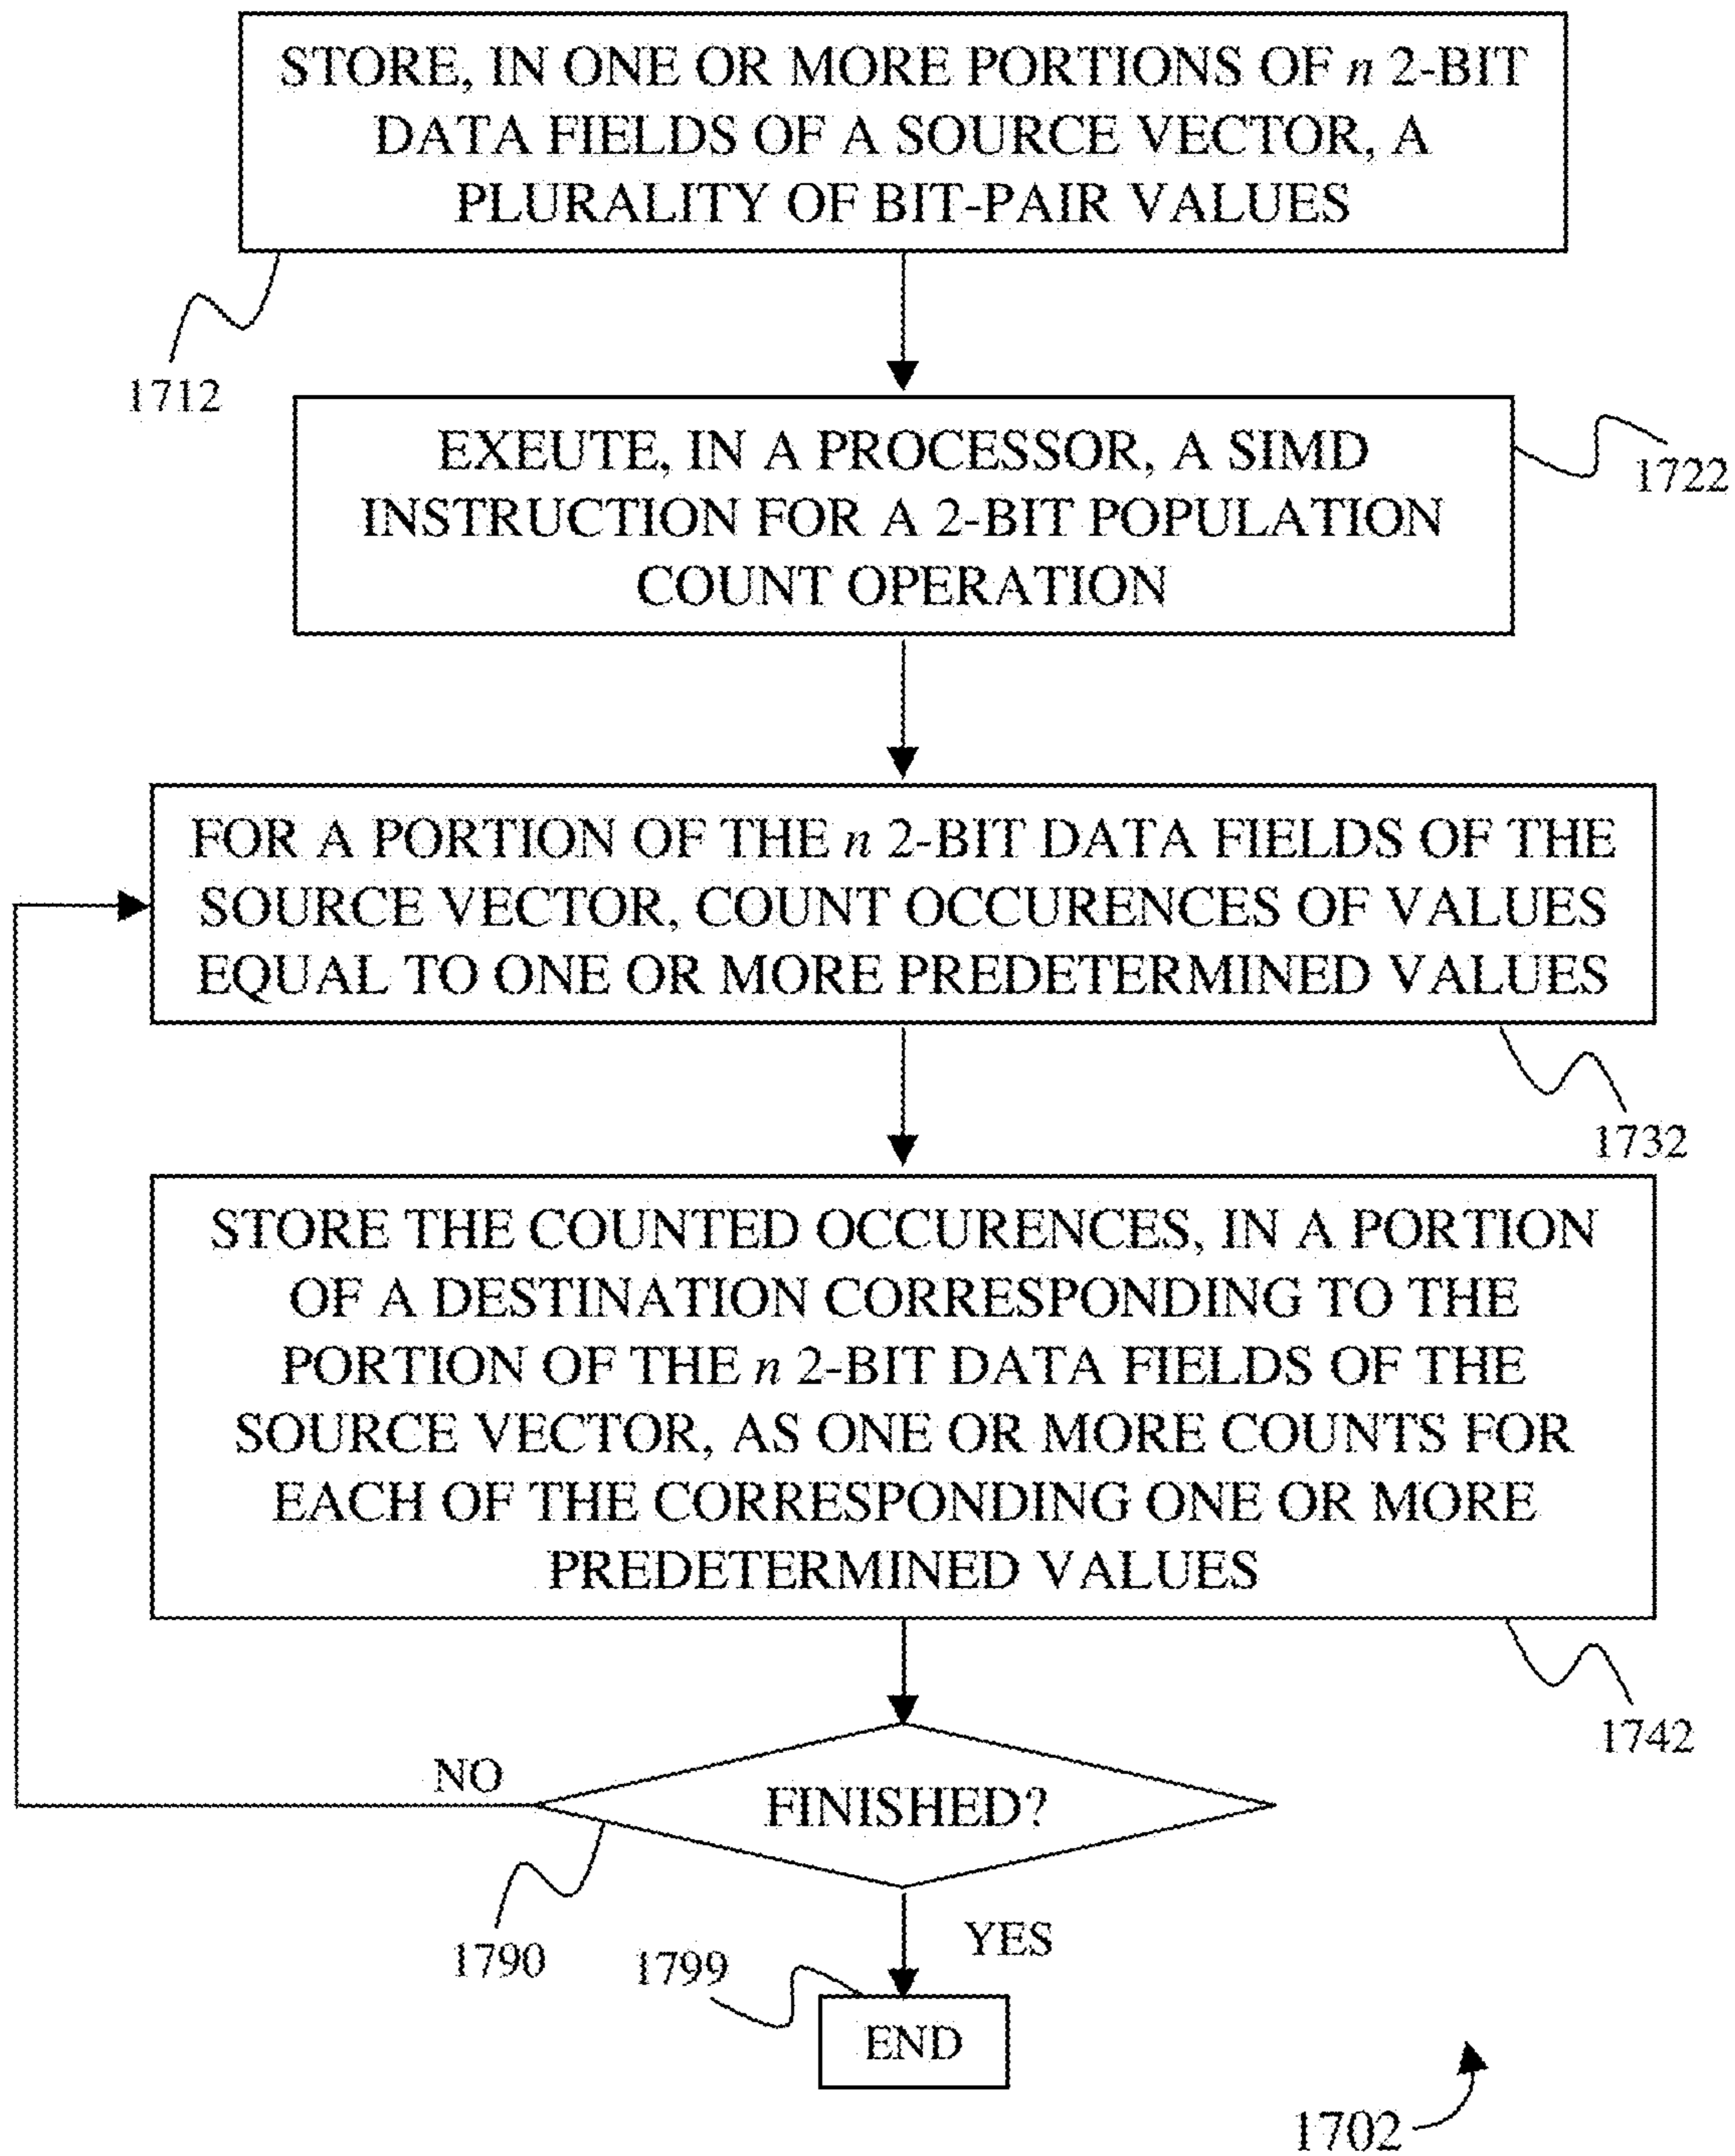 STORE, IN ONE OR MORE PORTIONS OF n 2-BIT
DATA FIELDS OF A SOURCE VECTOR, A
PLURALITY OF BIT-PAIR VALUES
1712
EXEUTE, IN A PROCESSOR, A SIMD
INSTRUCTION FOR A 2-BIT POPULATION
COUNT OPERATION
1722
FOR A PORTION OF THE n 2-BIT DATA FIELDS OF THE
SOURCE VECTOR, COUNT OCCURENCES OF VALUES
EQUAL TO ONE OR MORE PREDETERMINED VALUES
1732
STORE THE COUNTED OCCURENCES, IN A PORTION
OF A DESTINATION CORRESPONDING TO THE
PORTION OF THE n 2-BIT DATA FIELDS OF THE
SOURCE VECTOR, AS ONE OR MORE COUNTS FOR
EACH OF THE CORRESPONDING ONE OR MORE
PREDETERMINED VALUES
1742
NO
FINISHED?
1790
YES
1799
END
1702